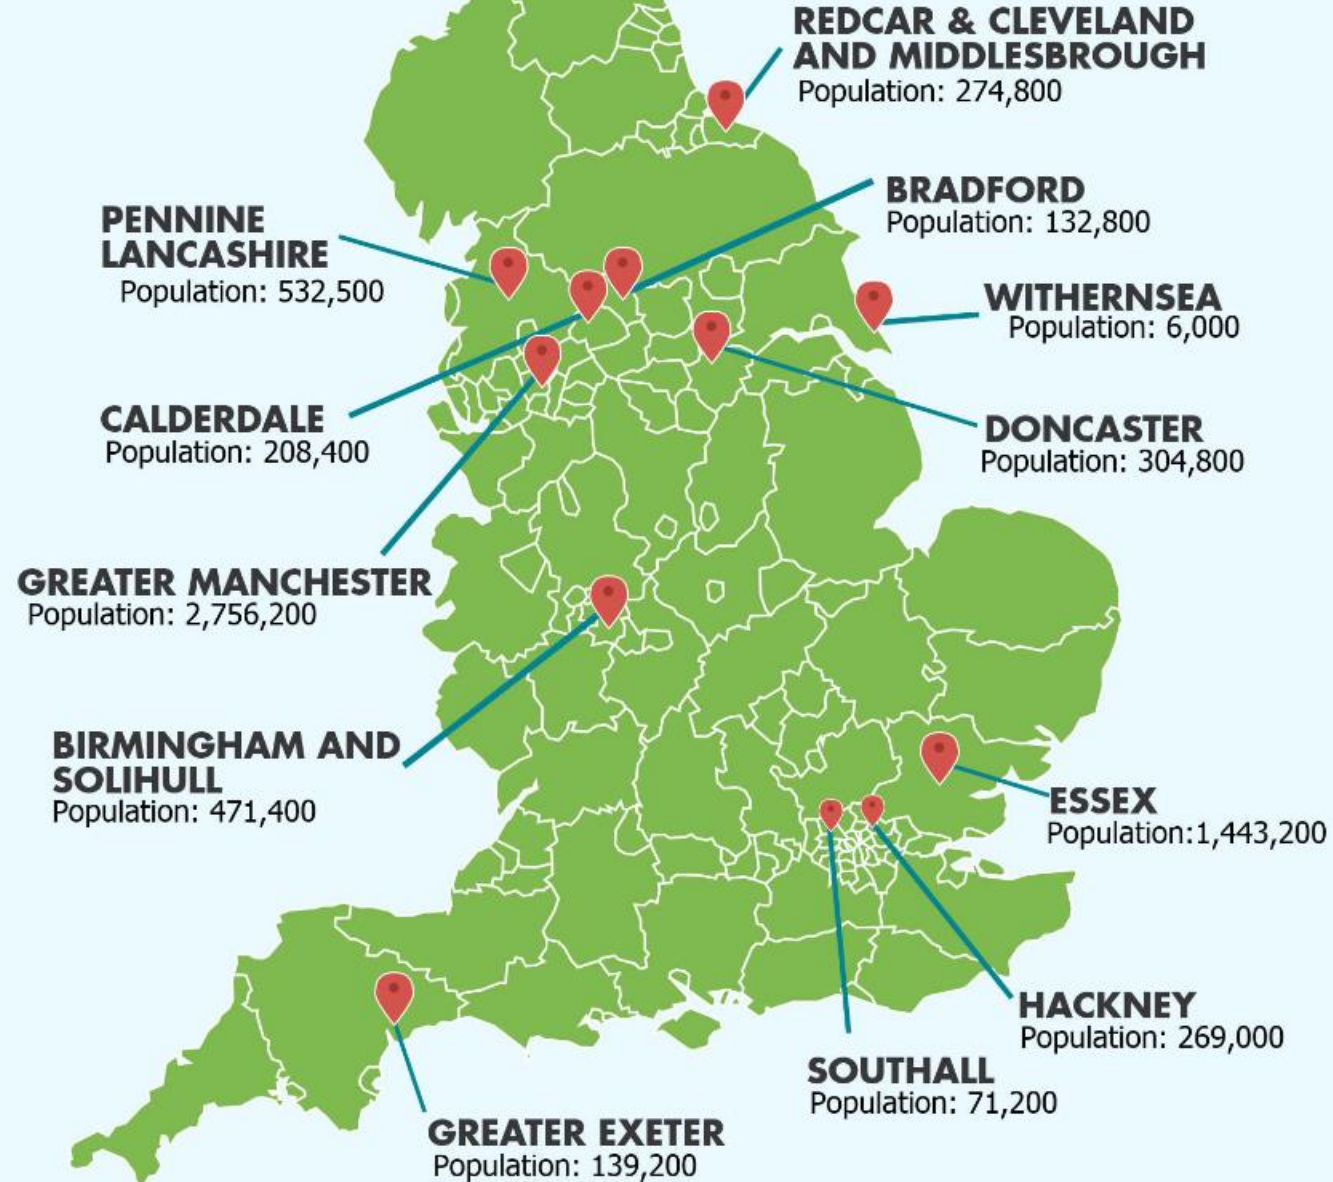 REDCAR & CLEVELAND
AND MIDDLESBROUGH
Population: 274,800
BRADFORD
Population: 132,800
PENNINE
LANCASHIRE
Population: 532,500
WITHERNSEA
Population: 6,000
CALDERDALE
Population: 208,400
DONCASTER
Population: 304,800
GREATER MANCHESTER
Population: 2,756,200
BIRMINGHAM AND
SOLIHULL
Population: 471,400
ESSEX
Population:1,443,200
HACKNEY
Population: 269,000
SOUTHALL
Population: 71,200
GREATER EXETER
Population: 139,200